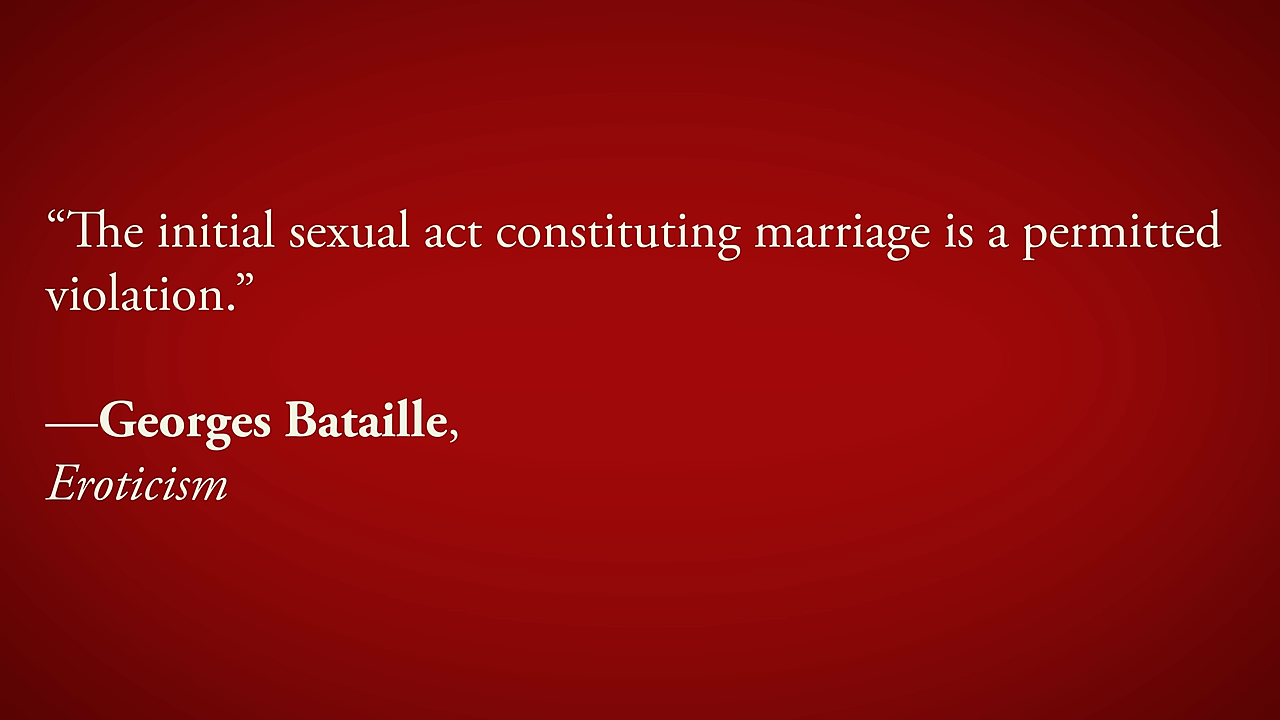 “The initial sexual act constituting marriage is a permitted
violation.”
—Georges Bataille,
Eroticism